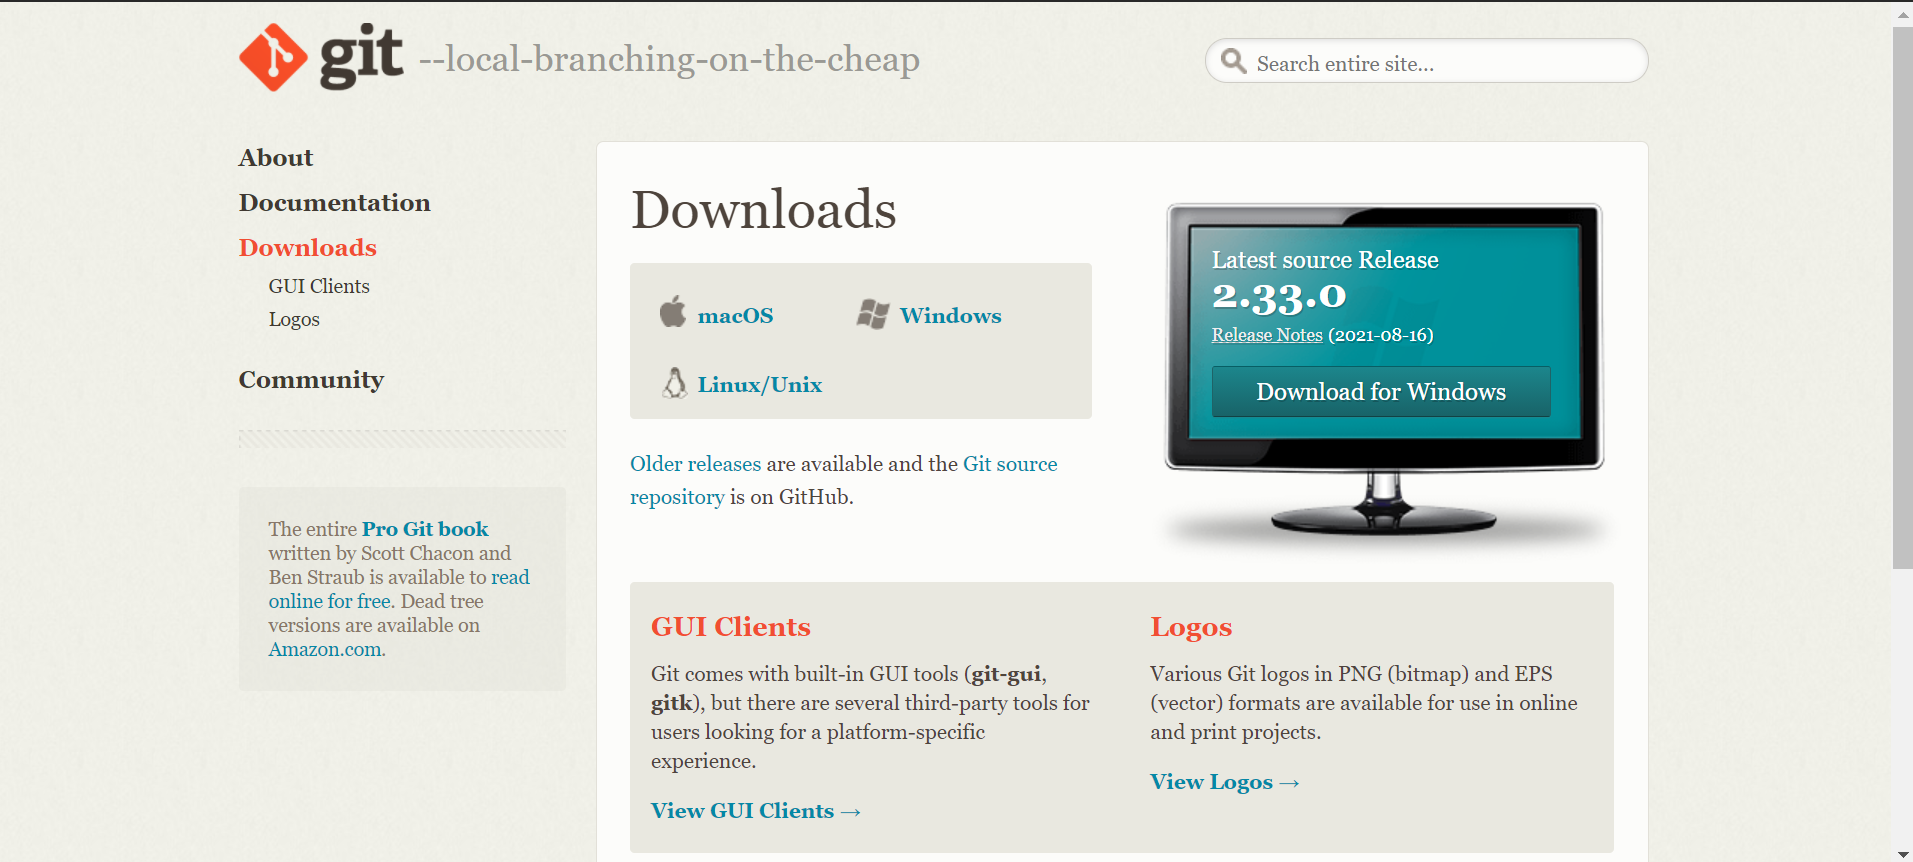 git --local-branching-on-the-cheap
Search entire site...
About
Documentation
Downloads
GUI Clients
Logos
Community
The entire Pro Git book
written by Scott Chacon and
Ben Straub is available to read
online for free. Dead tree
versions are available on
Amazon.com.
Downloads
macOS
Windows
Linux/Unix
Older releases are available and the Git source
repository is on GitHub.
Latest source Release
2.33.0
Release Notes (2021-08-16)
Download for Windows
GUI Clients
Git comes with built-in GUI tools (git-gui,
gitk), but there are several third-party tools for
users looking for a platform-specific
experience.
View GUI Clients →
Logos
Various Git logos in PNG (bitmap) and EPS
(vector) formats are available for use in online
and print projects.
View Logos →